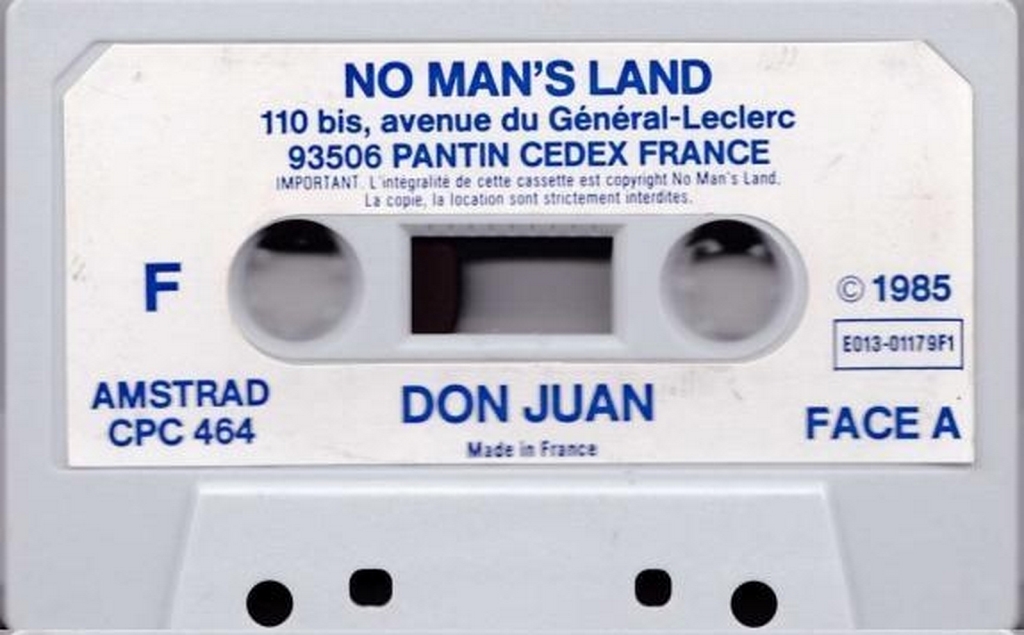 NO MAN'S LAND
110 bis, avenue du Général-Leclerc
93506 PANTIN CEDEX FRANCE
IMPORTANT. L'intégralité de cette cassette est copyright No Man's Land.
La copie, la location sont strictement interdites.
F
© 1985
E013-01179F1
AMSTRAD
CPC 464
DON JUAN
FACE A
Made in France